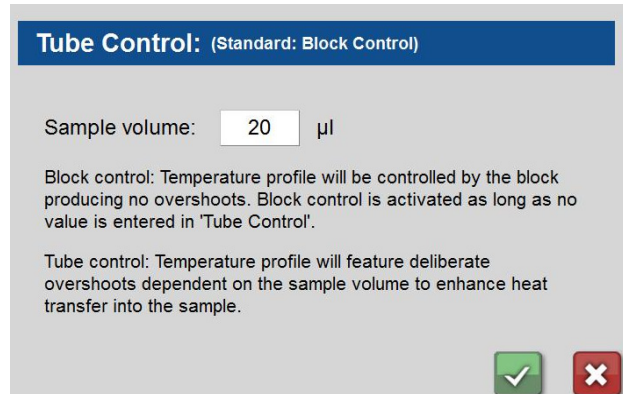 Tube Control: (Standard: Block Control)
Sample volume: 20 µl
Block control: Temperature profile will be controlled by the block
producing no overshoots. Block control is activated as long as no
value is entered in 'Tube Control'.
Tube control: Temperature profile will feature deliberate
overshoots dependent on the sample volume to enhance heat
transfer into the sample.